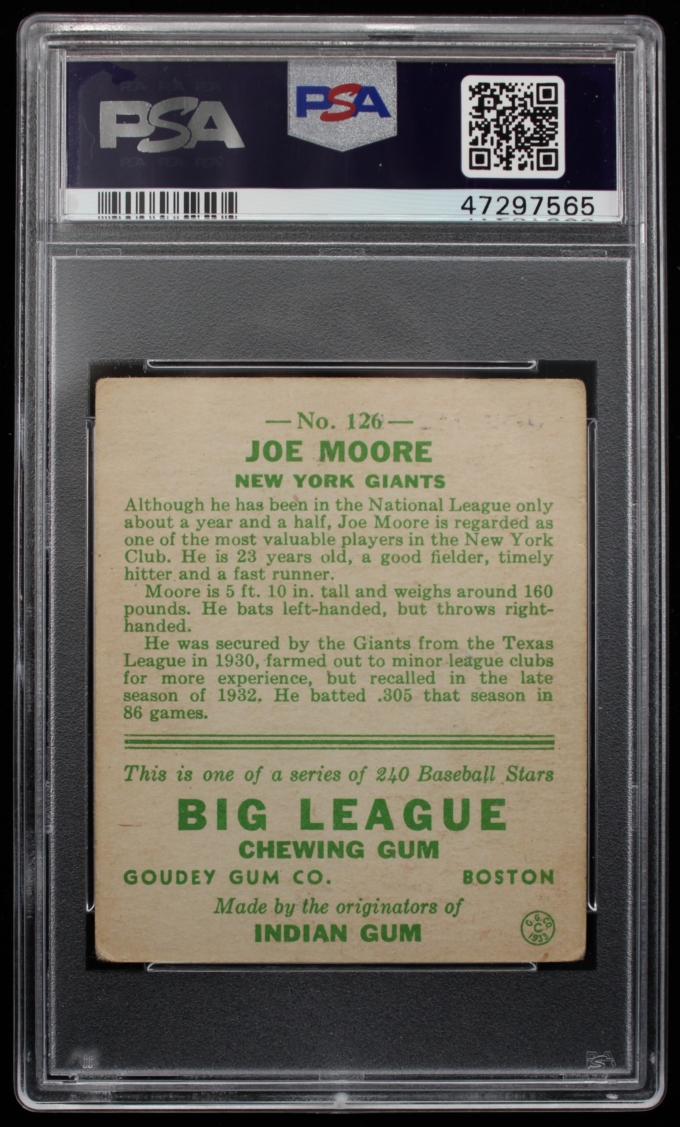 PSA PSA
47297565
— No. 126 —
JOE MOORE
NEW YORK GIANTS
Although he has been in the National League only
about a year and a half, Joe Moore is regarded as
one of the most valuable players in the New York
Club. He is 23 years old, a good fielder, timely
hitter and a fast runner.
Moore is 5 ft. 10 in. tall and weighs around 160
pounds. He bats left-handed, but throws right-
handed.
He was secured by the Giants from the Texas
League in 1930, farmed out to minor league clubs
for more experience, but recalled in the late
season of 1932. He batted .305 that season in
86 games.
This is one of a series of 240 Baseball Stars
BIG LEAGUE
CHEWING GUM
GOUDEY GUM CO. BOSTON
Made by the originators of
INDIAN GUM
G.G.CO.
C
1933
PSA